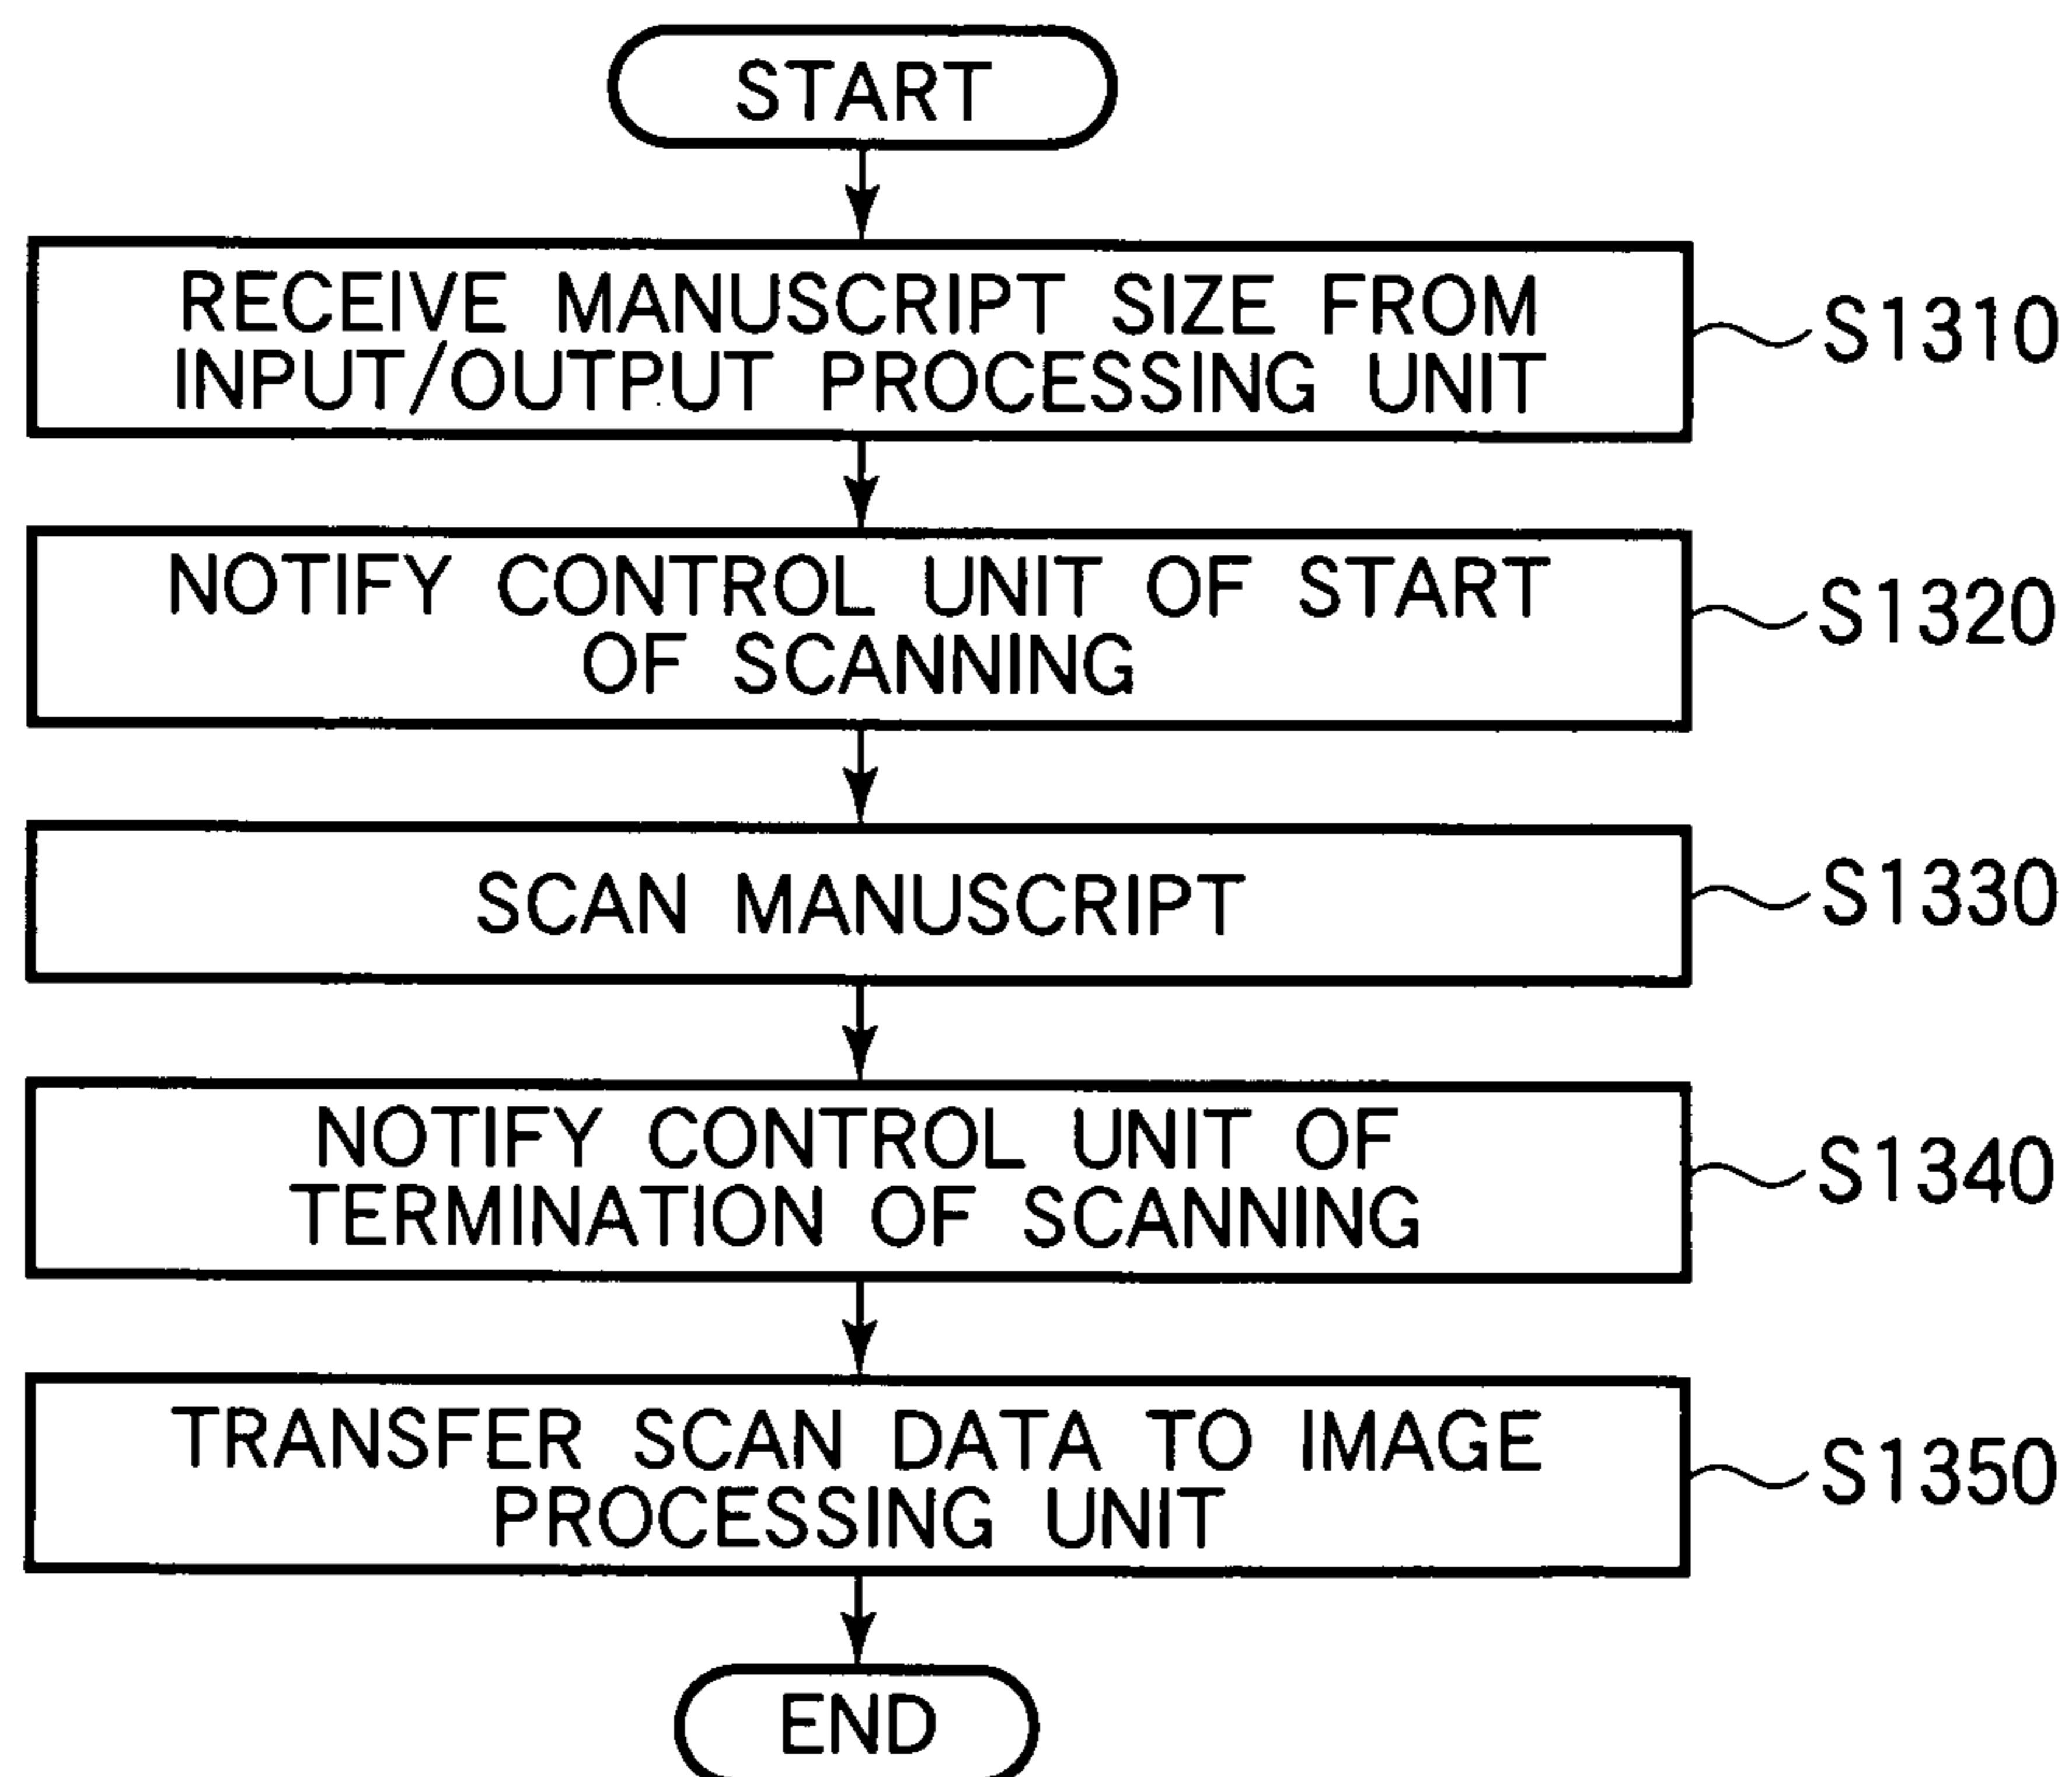 START
RECEIVE MANUSCRIPT SIZE FROM
INPUT/OUTPUT PROCESSING UNIT
S1310
NOTIFY CONTROL UNIT OF START
OF SCANNING
S1320
SCAN MANUSCRIPT
S1330
NOTIFY CONTROL UNIT OF
TERMINATION OF SCANNING
S1340
TRANSFER SCAN DATA TO IMAGE
PROCESSING UNIT
S1350
END